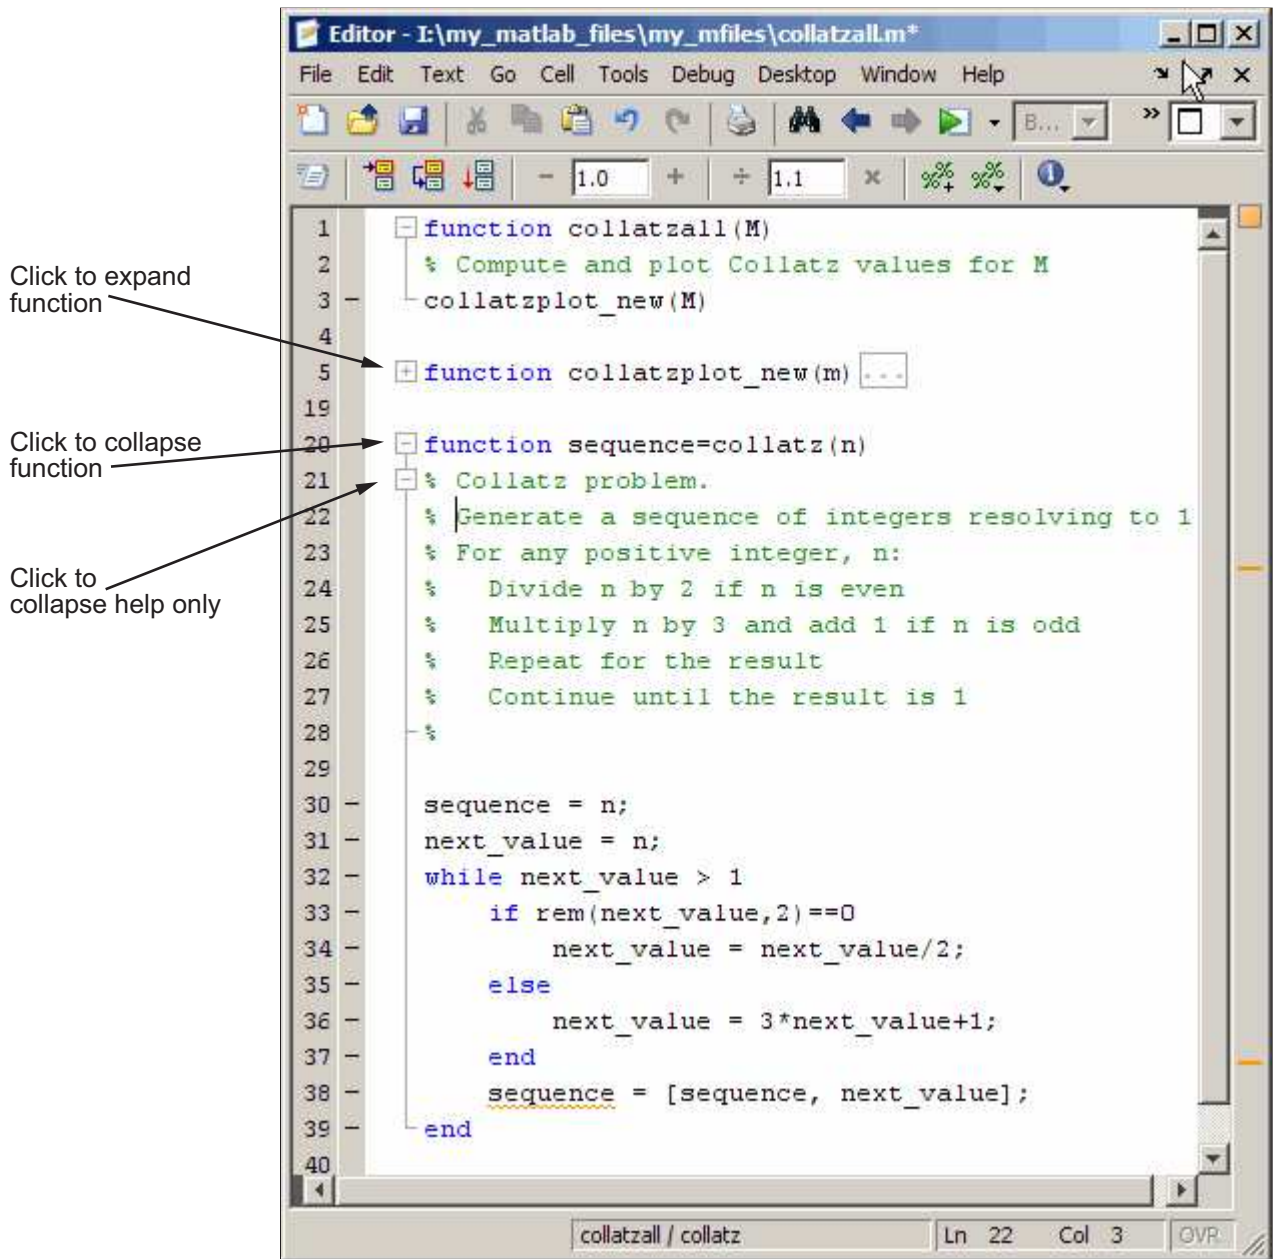 Editor - I:\my_matlab_files\my_mfiles\collatzall.m*
File Edit Text Go Cell Tools Debug Desktop Window Help
B...
1.0 1.1
1 function collatzall(M)
2 % Compute and plot Collatz values for M
Click to expand
function
3 collatzplot_new(M)
4
5 function collatzplot_new(m) ...
19
Click to collapse
function
20 function sequence=collatz(n)
21 % Collatz problem.
22 % Generate a sequence of integers resolving to 1
23 % For any positive integer, n:
Click to
collapse help only
24 % Divide n by 2 if n is even
25 % Multiply n by 3 and add 1 if n is odd
26 % Repeat for the result
27 % Continue until the result is 1
28 %
29
30 sequence = n;
31 next_value = n;
32 while next_value > 1
33 if rem(next_value,2)==0
34 next_value = next_value/2;
35 else
36 next_value = 3*next_value+1;
37 end
38 sequence = [sequence, next_value];
39 end
40
collatzall / collatz Ln 22 Col 3 OVR